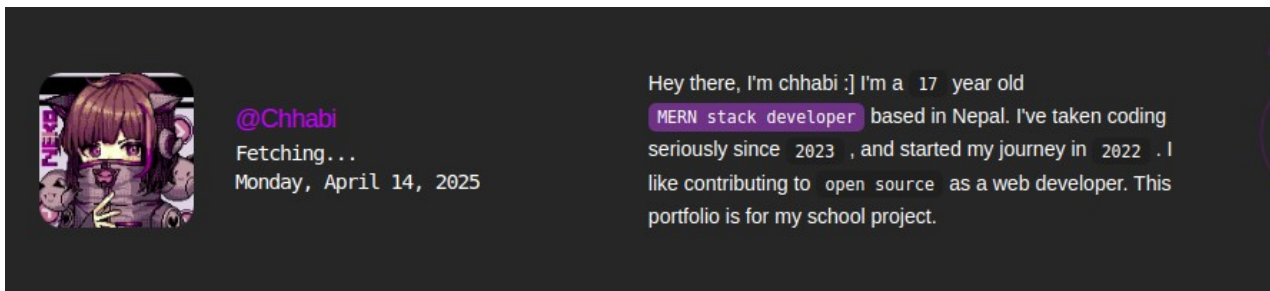 NERD
@Chhabi
Fetching...
Monday, April 14, 2025
Hey there, I'm chhabi :] I'm a 17 year old
MERN stack developer based in Nepal. I've taken coding
seriously since 2023 , and started my journey in 2022 . I
like contributing to open source as a web developer. This
portfolio is for my school project.